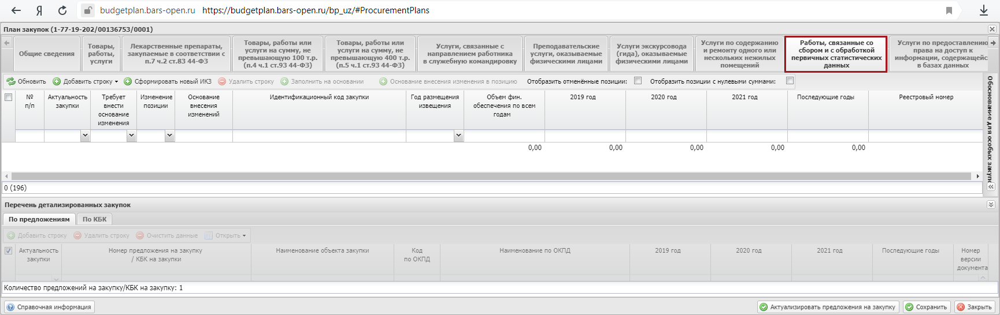 budgetplan.bars-open.ru https://budgetplan.bars-open.ru/bp_uz/#ProcurementPlans
План закупок (1-77-19-202/00136753/0001)
Общие сведения
Товары,
работы,
услуги
Лекарственные препараты,
закупаемые в соответствии с
п.7 ч.2 ст.83 44-ФЗ
Товары, работы или
услуги на сумму, не
превышающую 100 т.р.
(п.4 ч.1 ст.93 44-ФЗ)
Товары, работы или
услуги на сумму, не
превышающую 400 т.р.
(п.5 ч.1 ст.93 44-ФЗ)
Услуги, связанные с
направлением работника
в служебную командировку
Преподавательские
услуги, оказываемые
физическими лицами
Услуги экскурсовода
(гида), оказываемые
физическими лицами
Услуги по содержанию
и ремонту одного или
нескольких нежилых
помещений
Работы, связанные со
сбором и с обработкой
первичных статистических
данных
Услуги по предоставлению
права на доступ к
информации, содержащейс
в базах данных
Обновить Добавить строку Сформировать новый ИКЗ Удалить строку Заполнить на основании Основание внесения изменения в позицию Отобразить отменённые позиции: Отобразить позиции с нулевыми суммами:
№
п/п
Актуальность
закупки
Требует
внести
основание
изменения
Изменение
позиции
Основание
внесения
изменений
Идентификационный код закупки
Год размещения
извещения
Объем фин.
обеспечения по всем
годам
2019 год
2020 год
2021 год
Последующие годы
Реестровый номер
0,00 0,00 0,00 0,00 0,00
0 (196)
Обоснование для особых закупо
Перечень детализированных закупок
По предложениям По КБК
Добавить строку Удалить строку Очистить данные Открыть
Актуальность
закупки
Номер предложения на закупку
/ КБК на закупки
Наименование объекта закупки
Код
по ОКПД
Наименование по ОКПД
2019 год
2020 год
2021 год
Последующие годы
Номер
версии
документа
Количество предложений на закупку/КБК на закупку: 1
Справочная информация Актуализировать предложения на закупку Сохранить Закрыть